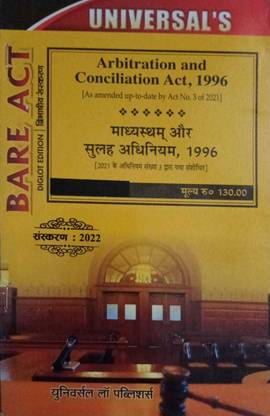 UNIVERSAL'S
BARE ACT
DIGLOT EDITION
द्विभाषीय संस्करण
Arbitration and
Conciliation Act, 1996
[As amended up-to-date by Act No. 3 of 2021]
माध्यस्थम् और
सुलह अधिनियम, 1996
[2021 के अधिनियम संख्या 3 द्वारा यथा संशोधित]
मूल्य रु० 130.00
संस्करण : 2022
युनिवर्सल लॉ पब्लिशर्स